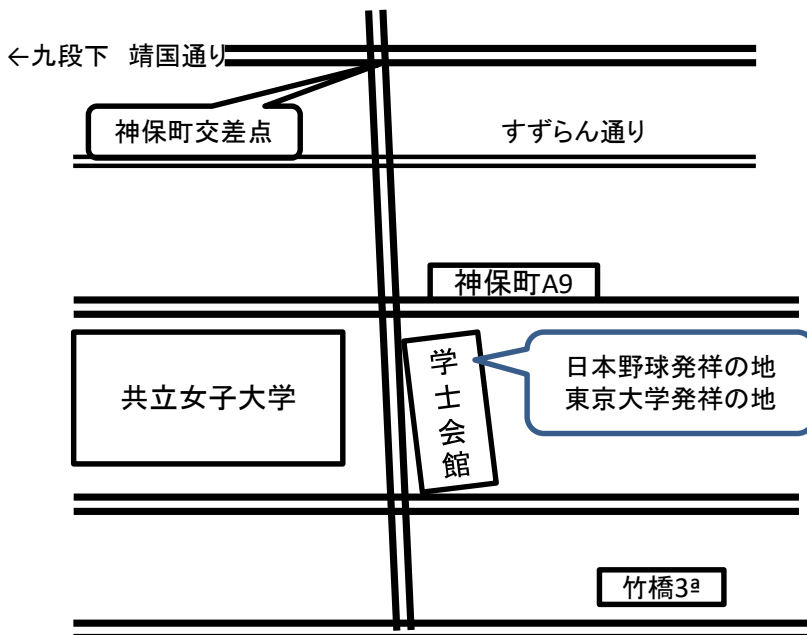 ←九段下　靖国通り
神保町交差点
すずらん通り
神保町A9
学士会館
日本野球発祥の地
東京大学発祥の地
共立女子大学
竹橋3ª